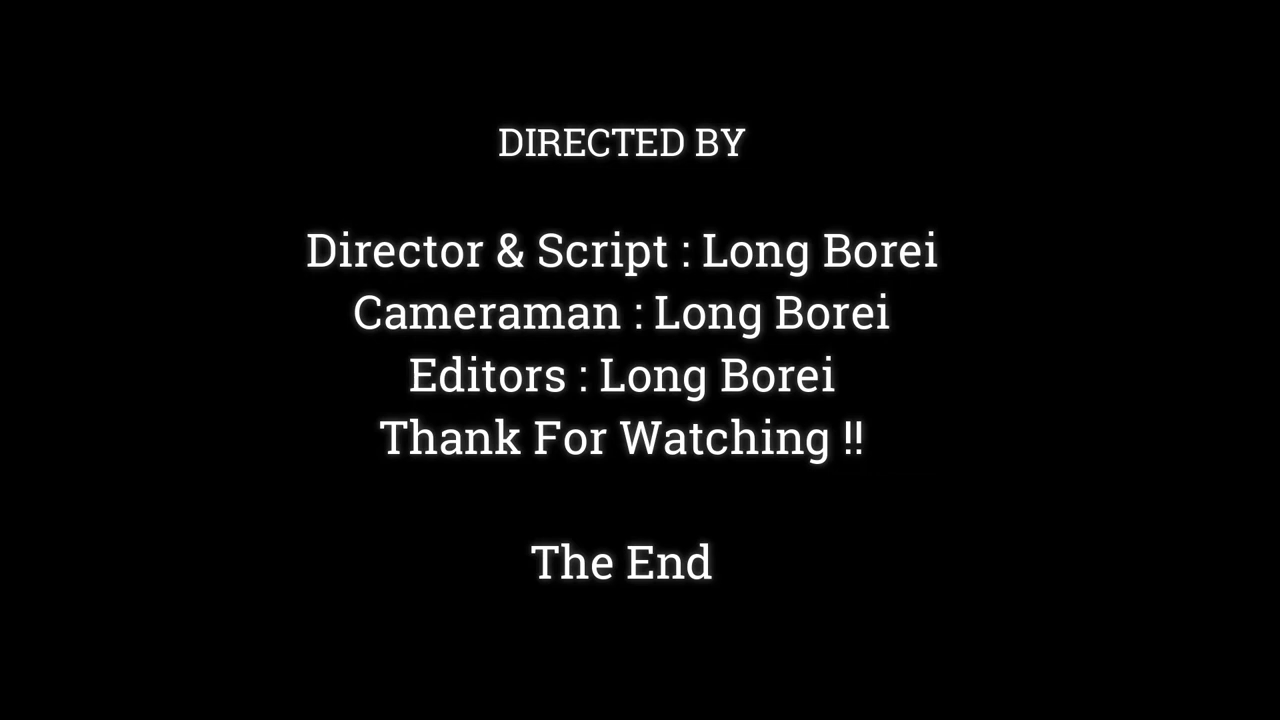 DIRECTED BY
Director & Script : Long Borei
Cameraman : Long Borei
Editors : Long Borei
Thank For Watching !!
The End